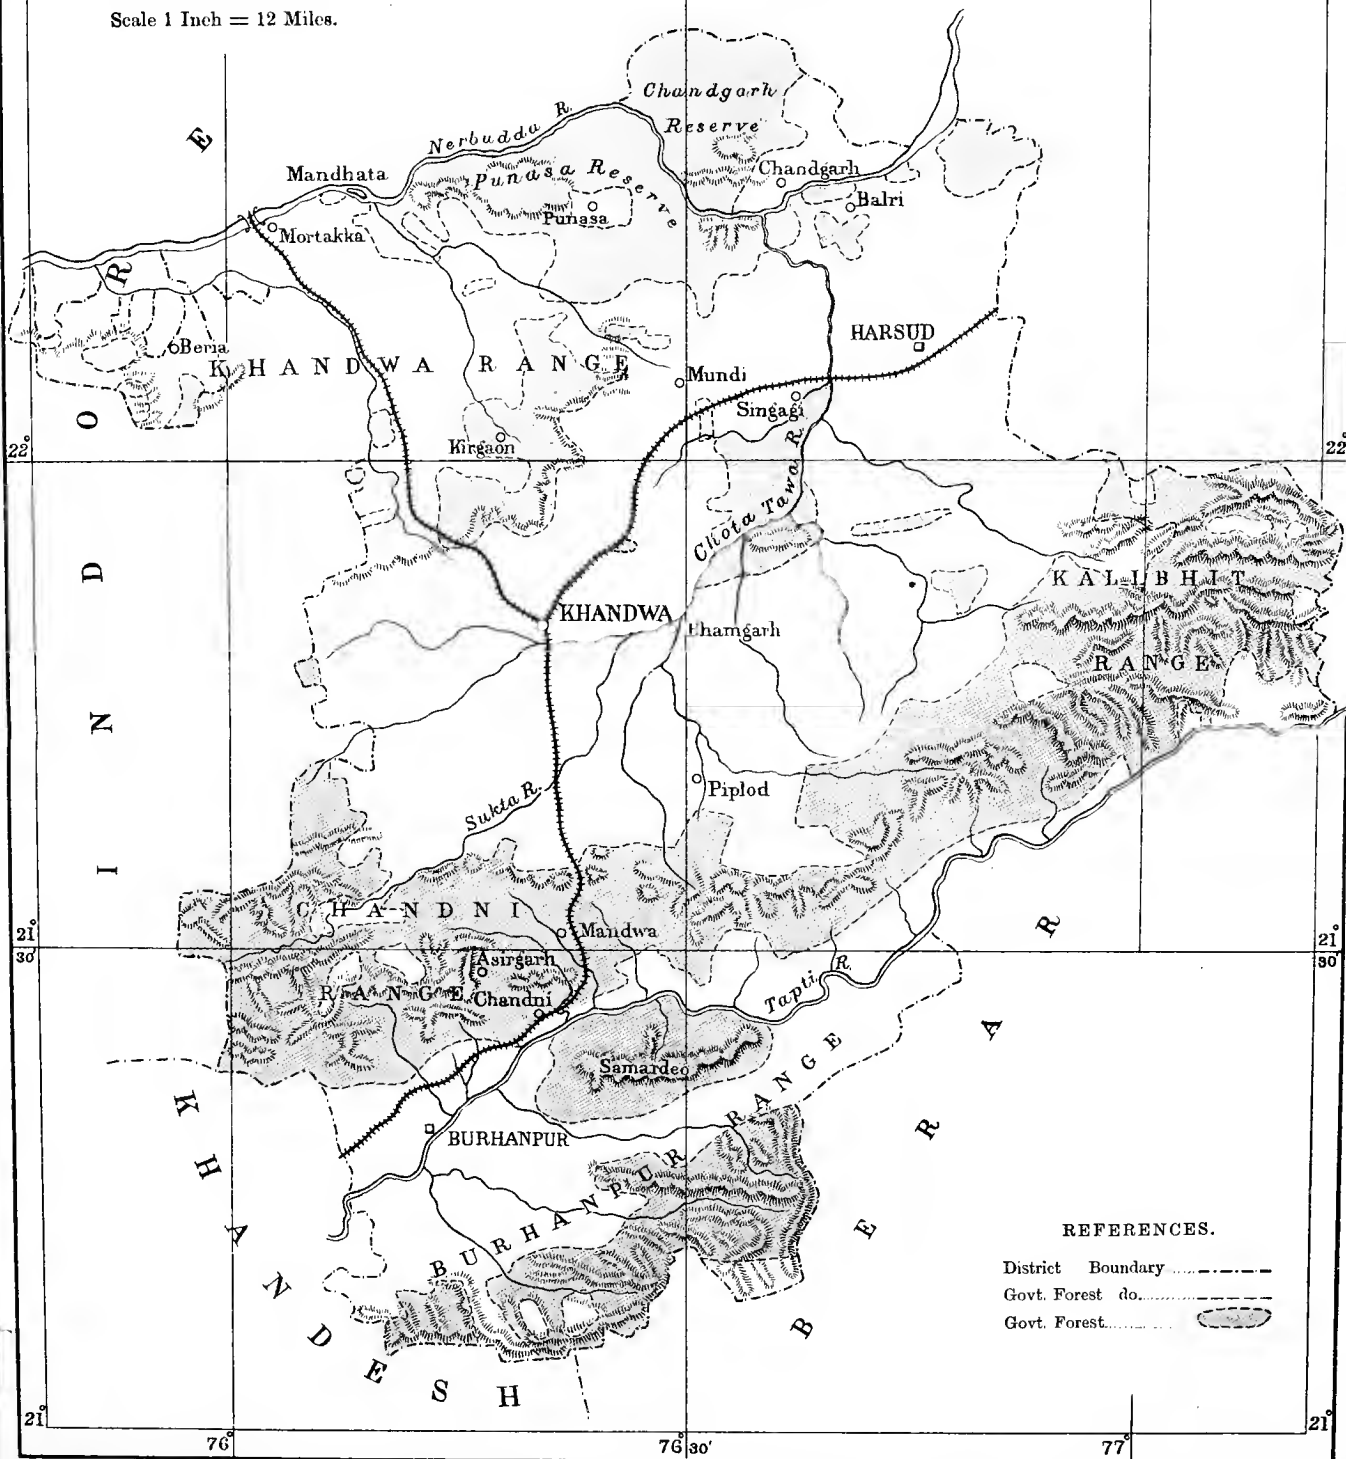 Scale 1 Inch = 12 Miles.
Chandgarh
Reserve
Nerbudda R.
Mandhata
Punasa Reserve
Punasa
Chandgarh
Balri
Mortakka
Beria
KHANDWA RANGE
HARSUD
Mundi
Singagi
Kirgaon
22°
22°
Chota Tawa R.
KALIBHIT
RANGE
KHANDWA
Piplod
Sukta R.
CHANDNI
RANGE
Mandwa
Asirgarh
Chandni
21°
30'
21°
30'
Tapti R.
Samardeo
BURHANPUR
BURHANPUR RANGE
INDORE
KHANDESH
BERAR
REFERENCES.
District Boundary
Govt. Forest do.
Govt. Forest
21°
21°
76°
76°30'
77°